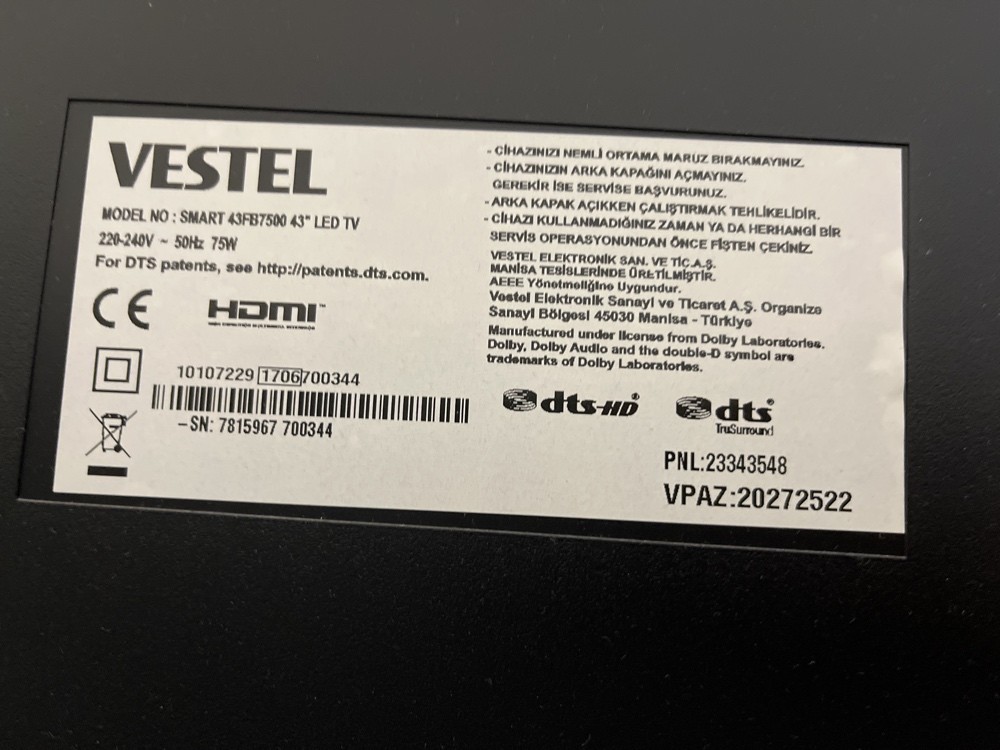 VESTEL
MODEL NO : SMART 43FB7500 43" LED TV
220-240V ~ 50Hz 75W
For DTS patents, see http://patents.dts.com.
CE
HDMI™
10107229 1706 700344
-SN: 7815967 700344
- CİHAZINIZI NEMLİ ORTAMA MARUZ BIRAKMAYINIZ.
- CİHAZINIZIN ARKA KAPAĞINI AÇMAYINIZ.
GEREKİR İSE SERVİSE BAŞVURUNUZ.
- ARKA KAPAK AÇIKKEN ÇALIŞTIRMAK TEHLİKELİDİR.
- CİHAZI KULLANMADIĞINIZ ZAMAN YA DA HERHANGİ BİR
SERVİS OPERASYONUNDAN ÖNCE FİŞTEN ÇEKİNİZ.
VESTEL ELEKTRONİK SAN. VE TİC.A.Ş.
MANİSA TESİSLERİNDE ÜRETİLMİŞTİR.
AEEE Yönetmeliğine Uygundur.
Vestel Elektronik Sanayi ve Ticaret A.Ş. Organize
Sanayi Bölgesi 45030 Manisa - Türkiye
Manufactured under license from Dolby Laboratories.
Dolby, Dolby Audio and the double-D symbol are
trademarks of Dolby Laboratories.
dts-HD®
dts®
TruSurround
PNL:23343548
VPAZ:20272522